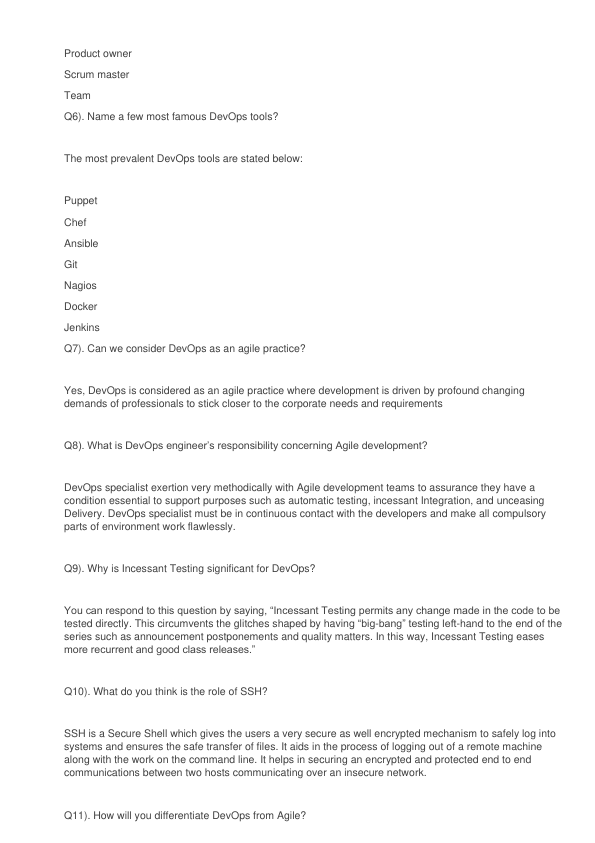 Product owner
Scrum master
Team
Q6). Name a few most famous DevOps tools?
The most prevalent DevOps tools are stated below:
Puppet
Chef
Ansible
Git
Nagios
Docker
Jenkins
Q7). Can we consider DevOps as an agile practice?
Yes, DevOps is considered as an agile practice where development is driven by profound changing
demands of professionals to stick closer to the corporate needs and requirements
Q8). What is DevOps engineer’s responsibility concerning Agile development?
DevOps specialist exertion very methodically with Agile development teams to assurance they have a
condition essential to support purposes such as automatic testing, incessant Integration, and unceasing
Delivery. DevOps specialist must be in continuous contact with the developers and make all compulsory
parts of environment work flawlessly.
Q9). Why is Incessant Testing significant for DevOps?
You can respond to this question by saying, “Incessant Testing permits any change made in the code to be
tested directly. This circumvents the glitches shaped by having “big-bang” testing left-hand to the end of the
series such as announcement postponements and quality matters. In this way, Incessant Testing eases
more recurrent and good class releases.”
Q10). What do you think is the role of SSH?
SSH is a Secure Shell which gives the users a very secure as well encrypted mechanism to safely log into
systems and ensures the safe transfer of files. It aids in the process of logging out of a remote machine
along with the work on the command line. It helps in securing an encrypted and protected end to end
communications between two hosts communicating over an insecure network.
Q11). How will you differentiate DevOps from Agile?